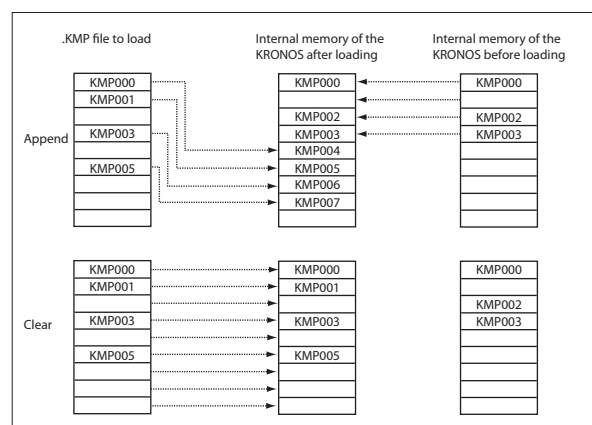 .KMP file to load
Internal memory of the
KRONOS after loading
Internal memory of the
KRONOS before loading
Append
KMP000
KMP001
KMP003
KMP005
KMP000
KMP002
KMP003
KMP004
KMP005
KMP006
KMP007
KMP000
KMP002
KMP003
Clear
KMP000
KMP001
KMP003
KMP005
KMP000
KMP001
KMP003
KMP005
KMP000
KMP002
KMP003